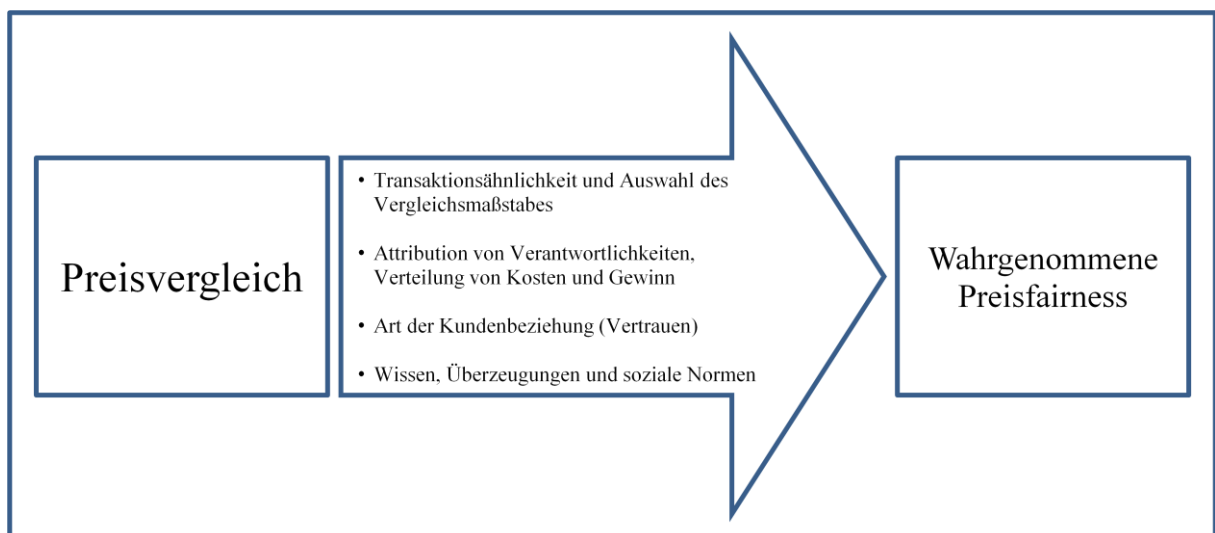 Preisvergleich
• Transaktionsähnlichkeit und Auswahl des
Vergleichsmaßstabes
• Attribution von Verantwortlichkeiten,
Verteilung von Kosten und Gewinn
• Art der Kundenbeziehung (Vertrauen)
• Wissen, Überzeugungen und soziale Normen
Wahrgenommene
Preisfairness